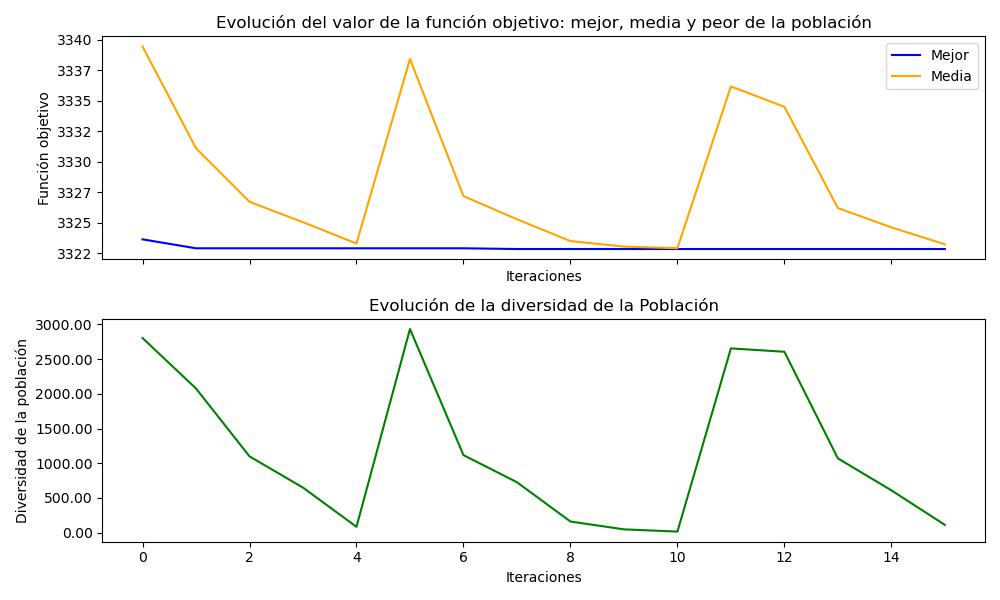 Evolución del valor de la función objetivo: mejor, media y peor de la población
Función objetivo
3340
3337
3335
3332
3330
3327
3325
3322
Mejor
Media
Iteraciones
Evolución de la diversidad de la Población
Diversidad de la población
3000.00
2500.00
2000.00
1500.00
1000.00
500.00
0.00
0 2 4 6 8 10 12 14
Iteraciones